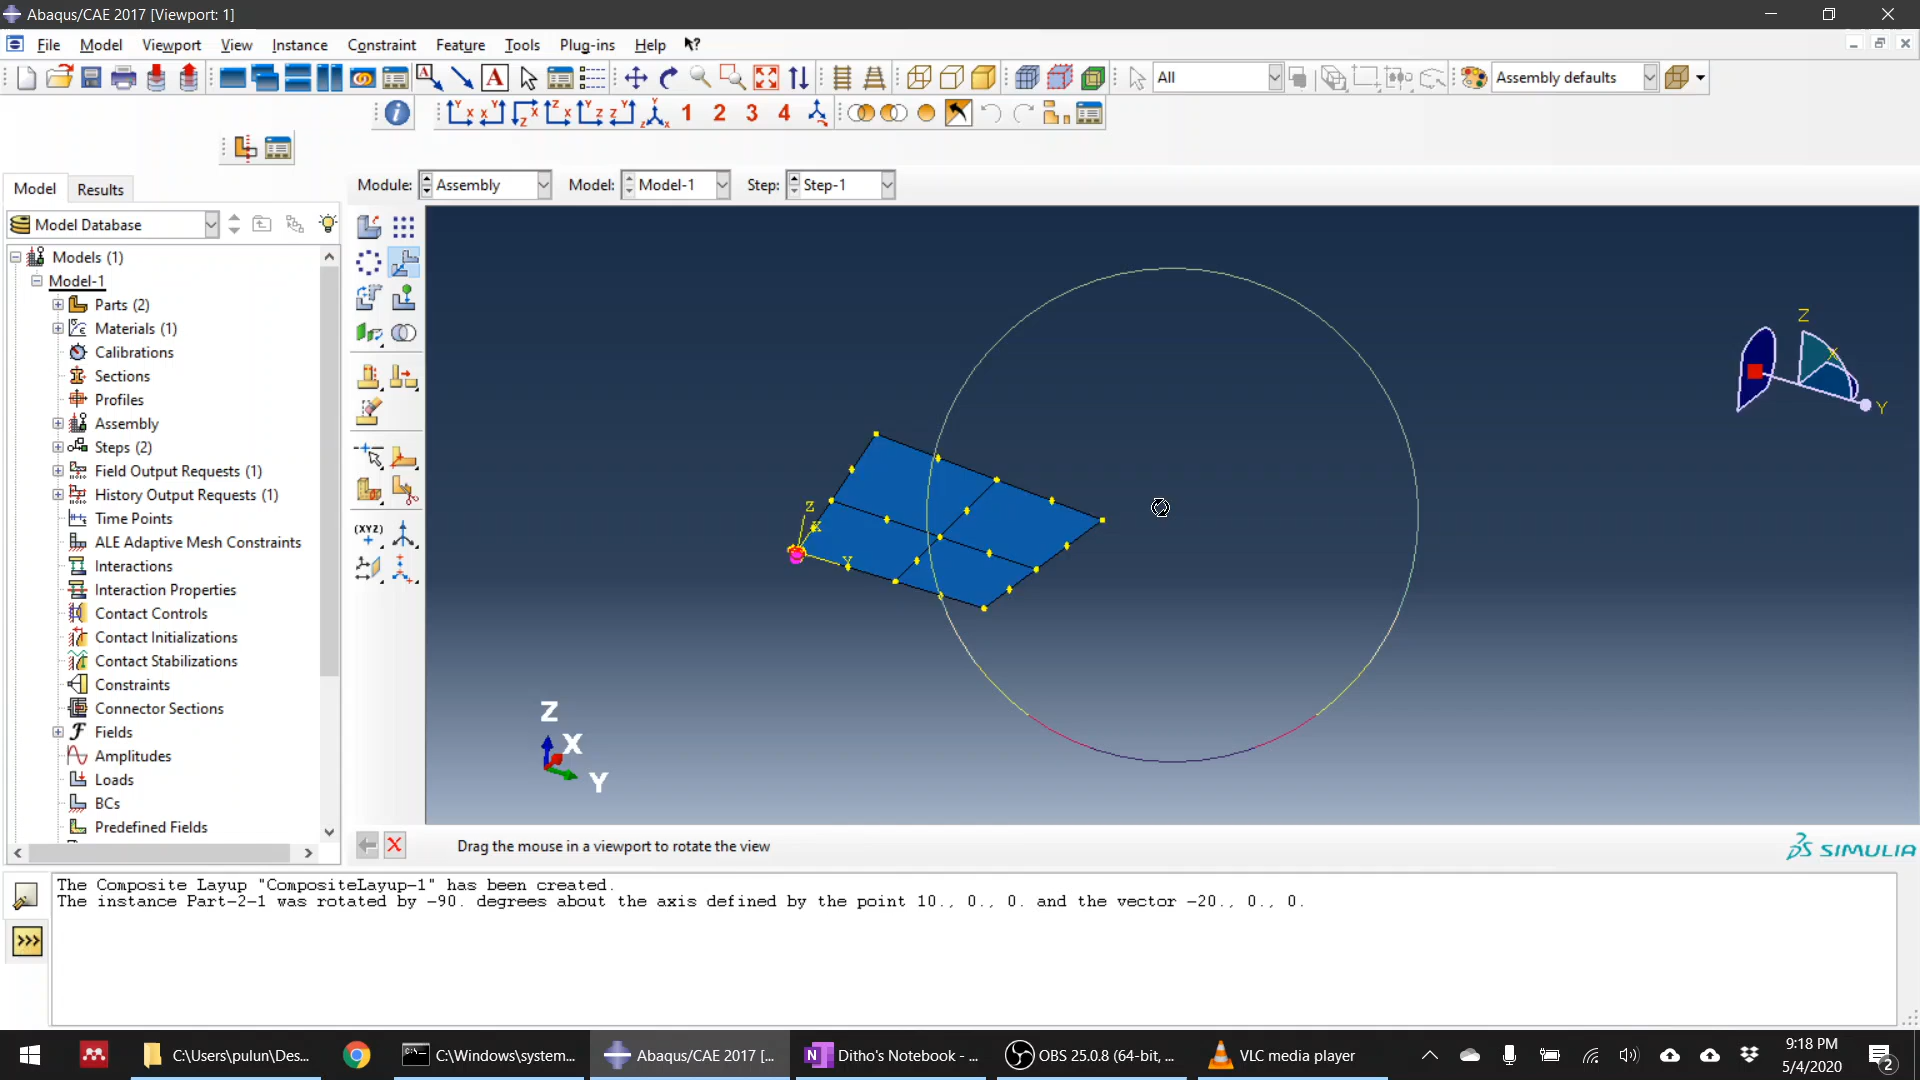 Abaqus/CAE 2017 [Viewport: 1]
File Model Viewport View Instance Constraint Feature Tools Plug-ins Help
A A All Assembly defaults
1 2 3 4
Model Results Module: Assembly Model: Model-1 Step: Step-1
Model Database
Models (1)
Model-1
Parts (2)
Materials (1)
Calibrations
Sections
Profiles
Assembly
Steps (2)
Field Output Requests (1)
History Output Requests (1)
Time Points
ALE Adaptive Mesh Constraints
Interactions
Interaction Properties
Contact Controls
Contact Initializations
Contact Stabilizations
Constraints
Connector Sections
Fields
Amplitudes
Loads
BCs
Predefined Fields
(XYZ)
Z
X
Y
Z
X
Y
Z
X
Y
Drag the mouse in a viewport to rotate the view
SIMULIA
The Composite Layup "CompositeLayup-1" has been created.
The instance Part-2-1 was rotated by -90. degrees about the axis defined by the point 10., 0., 0. and the vector -20., 0., 0.
>>>
C:\Users\pulun\Des... C:\Windows\system... Abaqus/CAE 2017 [... Ditho's Notebook - ... OBS 25.0.8 (64-bit, ... VLC media player
9:18 PM
5/4/2020
2